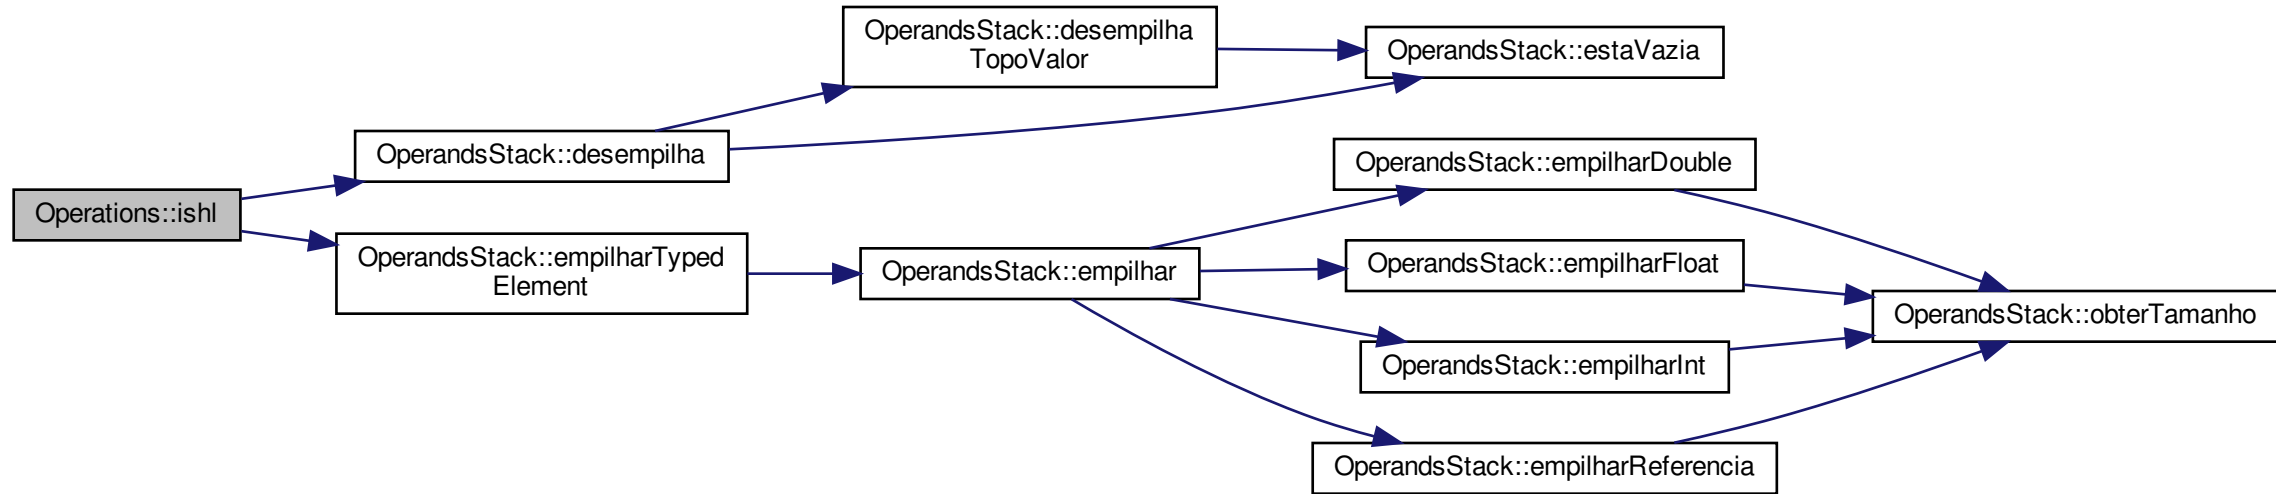 Operations::ishl
OperandsStack::desempilha
OperandsStack::desempilha
TopoValor
OperandsStack::estaVazia
OperandsStack::empilharTyped
Element
OperandsStack::empilhar
OperandsStack::empilharDouble
OperandsStack::empilharFloat
OperandsStack::empilharInt
OperandsStack::empilharReferencia
OperandsStack::obterTamanho